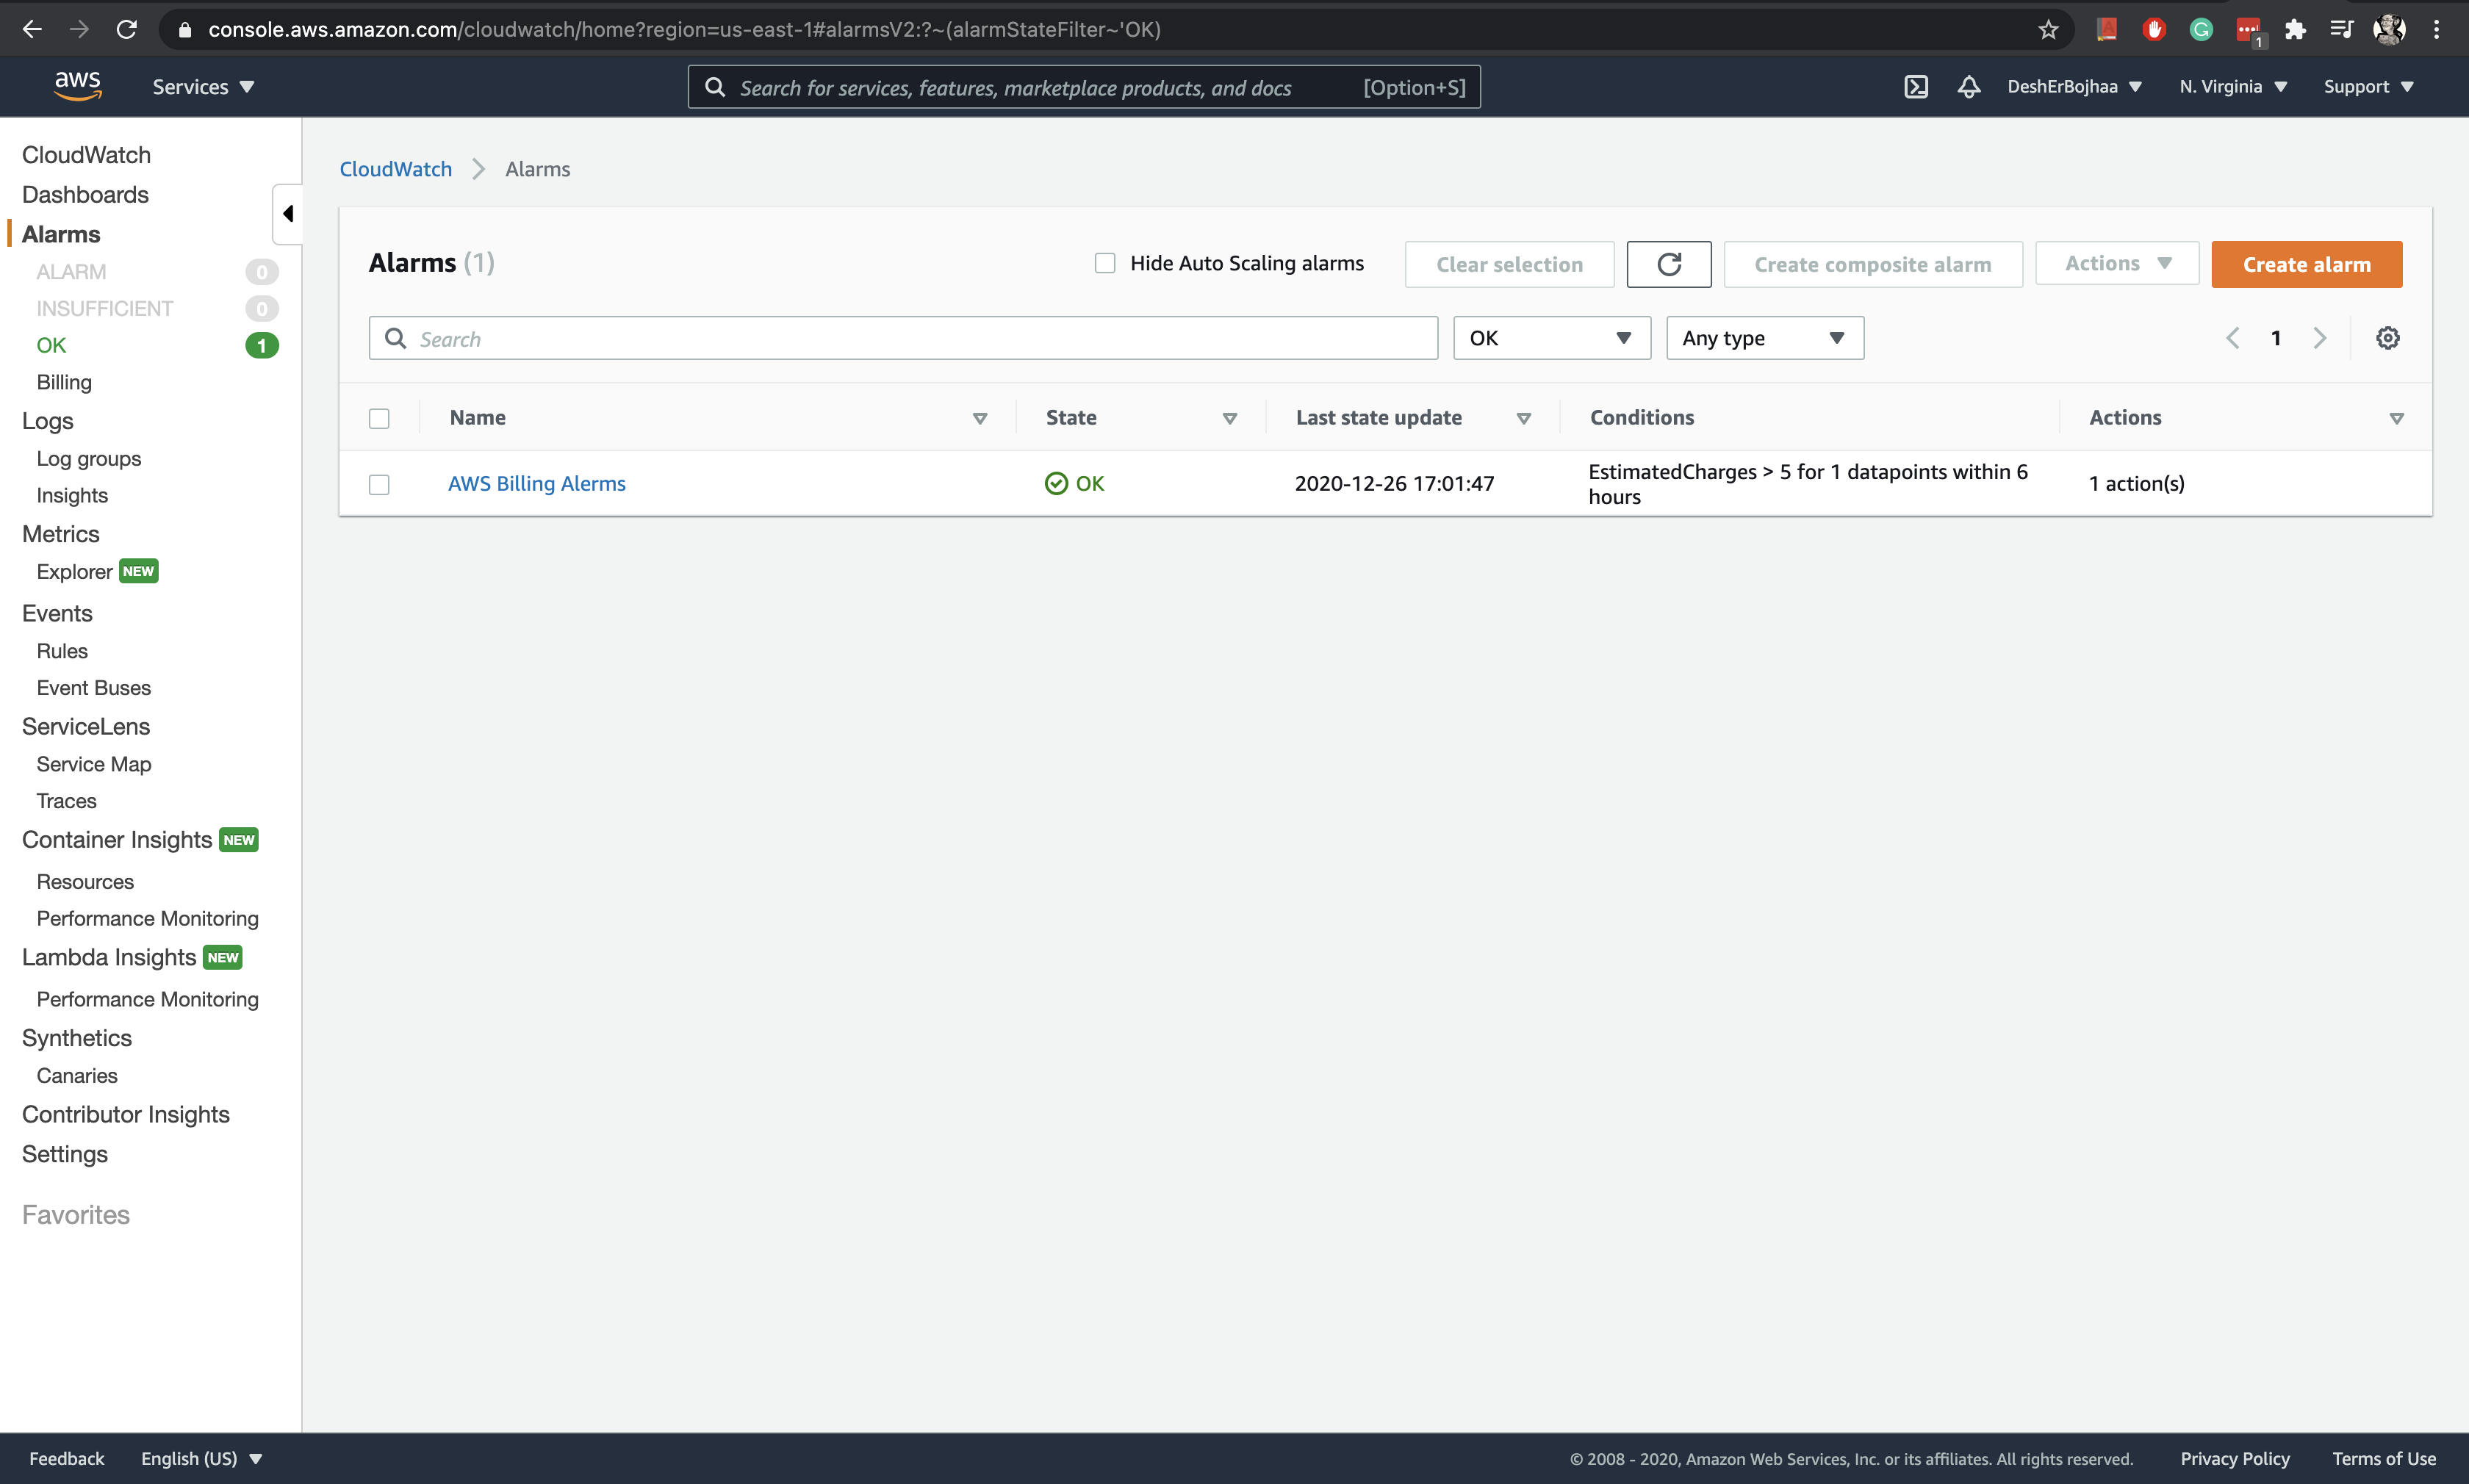 console.aws.amazon.com/cloudwatch/home?region=us-east-1#alarmsV2:?~(alarmStateFilter~'OK)
1
aws
Services
Search for services, features, marketplace products, and docs
[Option+S]
DeshErBojhaa
N. Virginia
Support
CloudWatch
Dashboards
Alarms
ALARM 0
INSUFFICIENT 0
OK 1
Billing
Logs
Log groups
Insights
Metrics
Explorer NEW
Events
Rules
Event Buses
ServiceLens
Service Map
Traces
Container Insights NEW
Resources
Performance Monitoring
Lambda Insights NEW
Performance Monitoring
Synthetics
Canaries
Contributor Insights
Settings
Favorites
CloudWatch Alarms
Alarms (1)
Hide Auto Scaling alarms
Clear selection
Create composite alarm
Actions
Create alarm
Search
OK
Any type
1
Name State Last state update Conditions Actions
AWS Billing Alerms OK 2020-12-26 17:01:47 EstimatedCharges > 5 for 1 datapoints within 6
hours
1 action(s)
Feedback
English (US)
© 2008 - 2020, Amazon Web Services, Inc. or its affiliates. All rights reserved.
Privacy Policy
Terms of Use